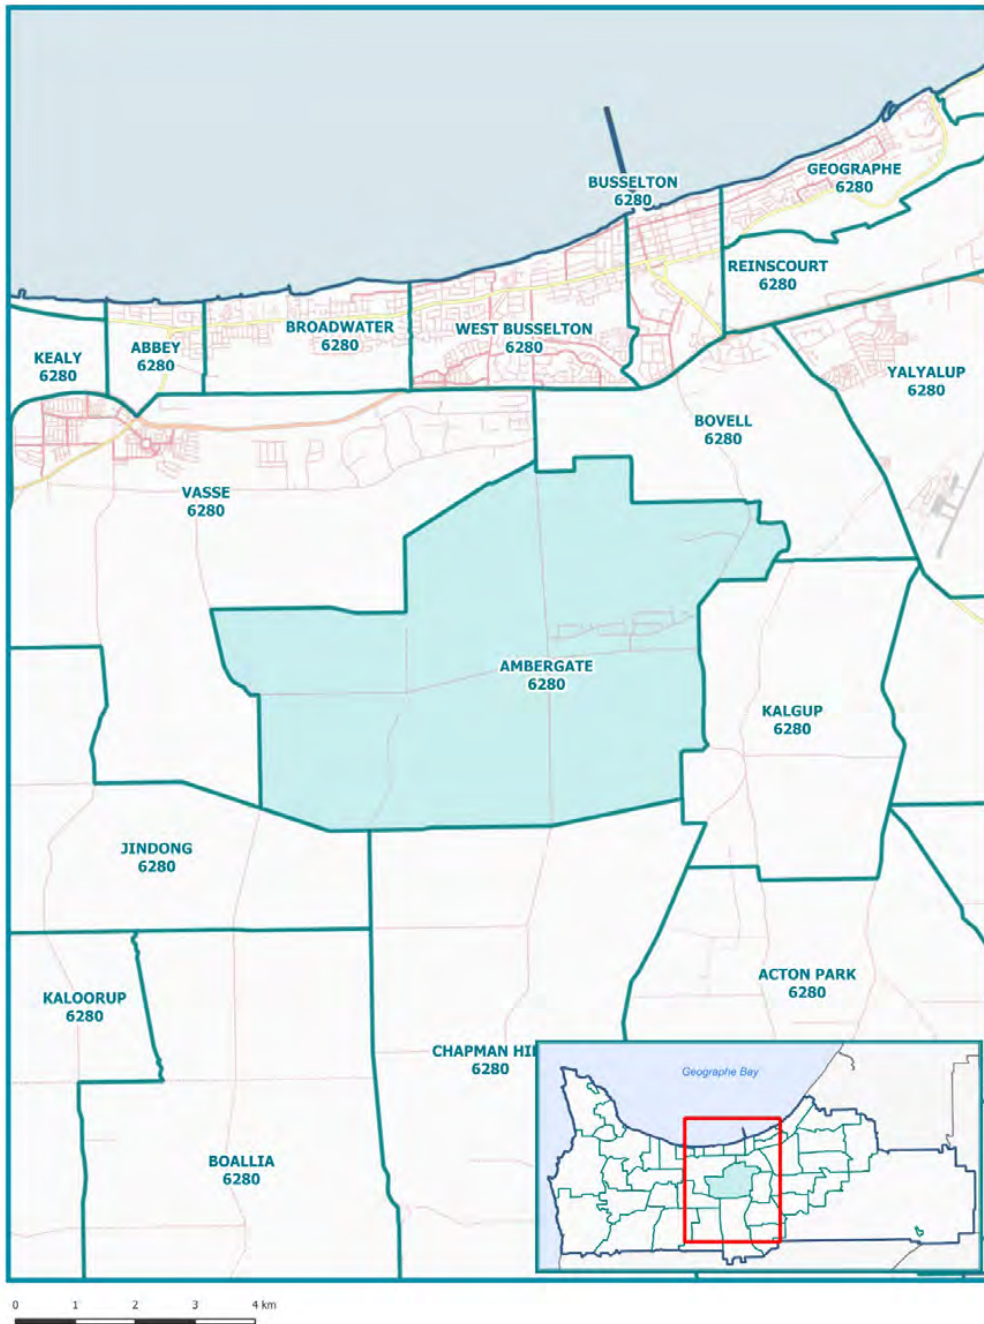 BUSSELTON
6280
GEOGRAPHE
6280
REINSCOURT
6280
KEALY
6280
ABBEY
6280
BROADWATER
6280
WEST BUSSELTON
6280
YALYALUP
6280
BOVELL
6280
VASSE
6280
AMBERGATE
6280
KALGUP
6280
JINDONG
6280
KALOORUP
6280
ACTON PARK
6280
CHAPMAN HI
6280
BOALLIA
6280
Geographe Bay
0 1 2 3 4 km